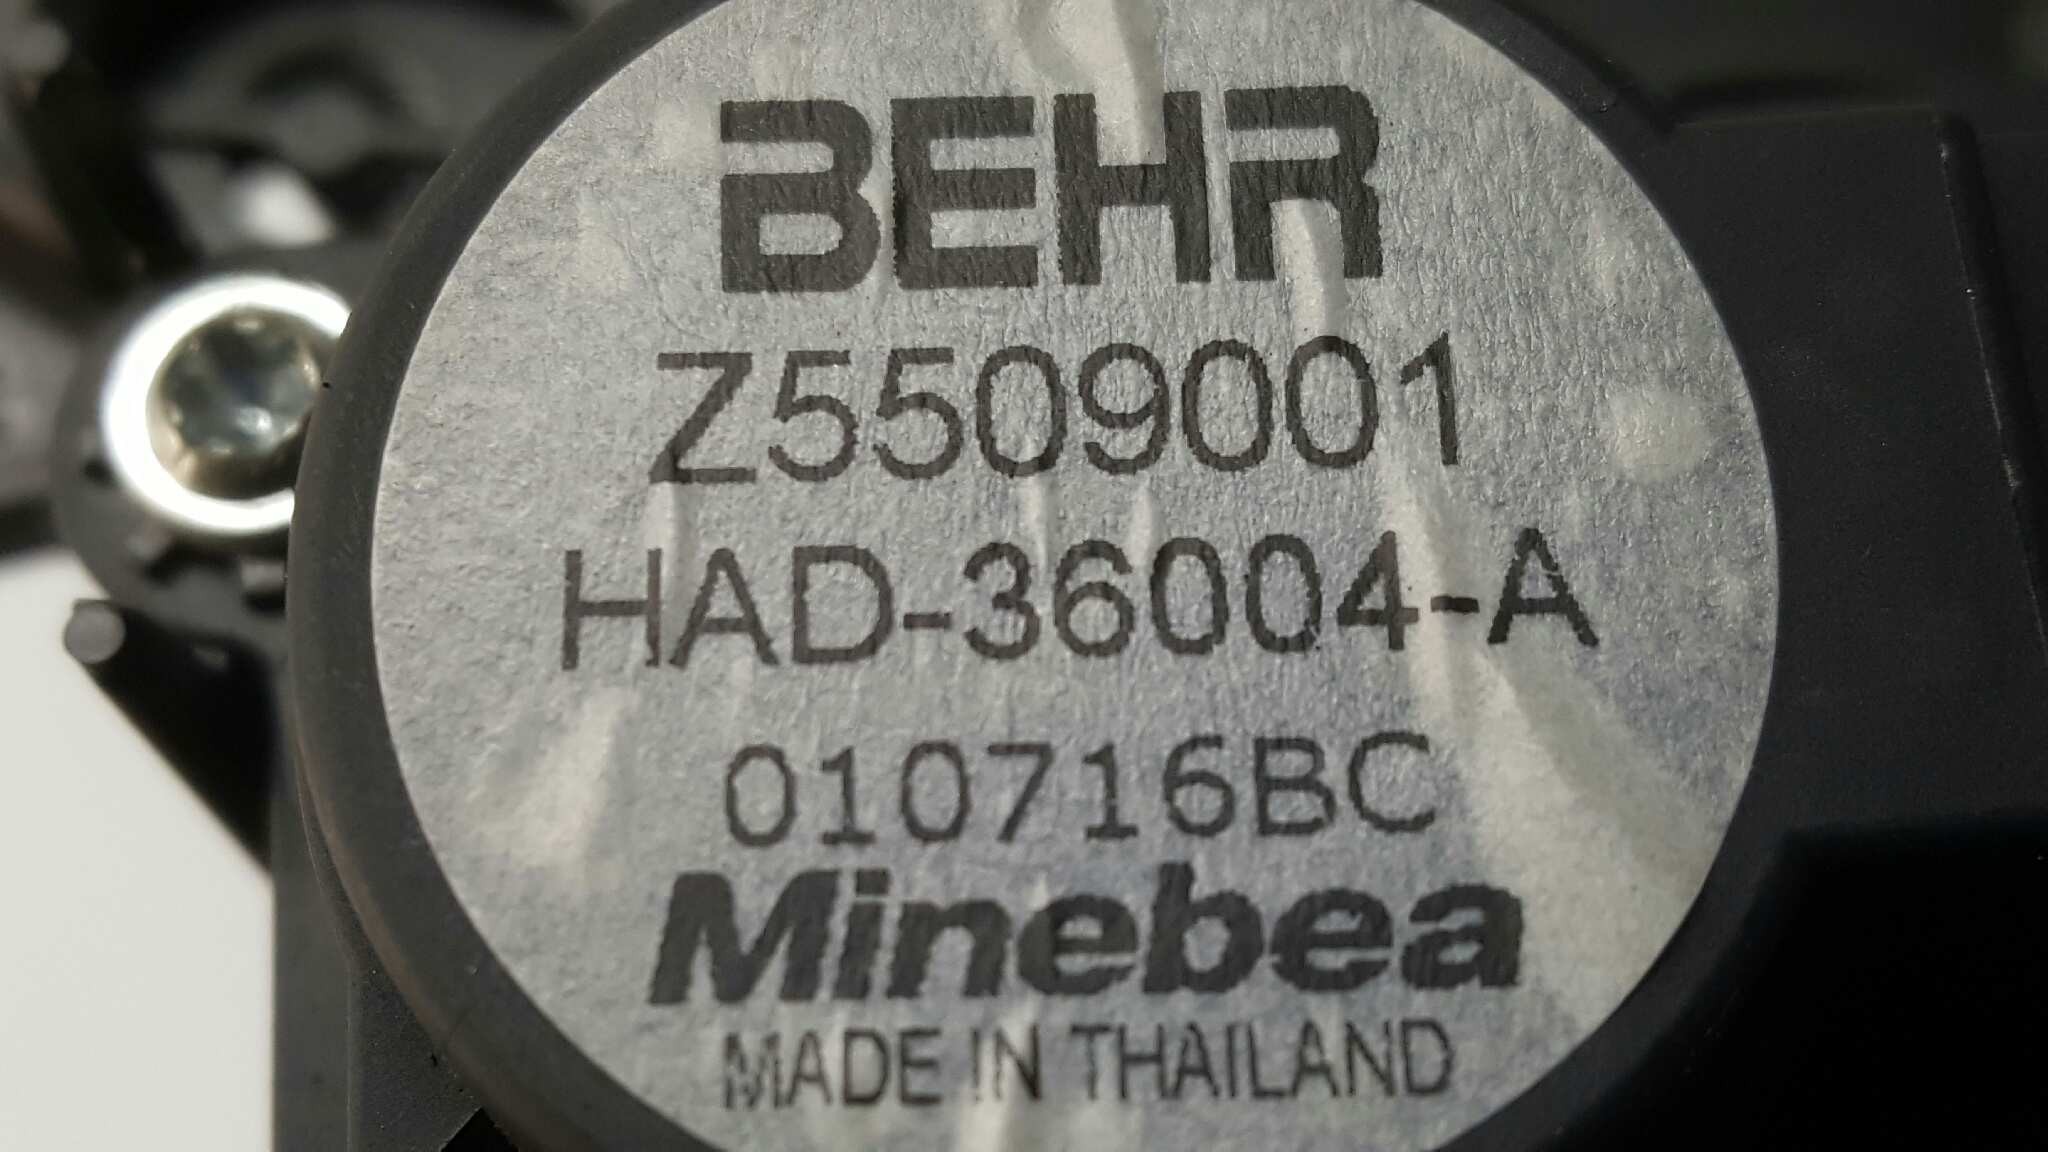 BEHR
Z5509001
HAD-36004-A
010716BC
Minebea
MADE IN THAILAND